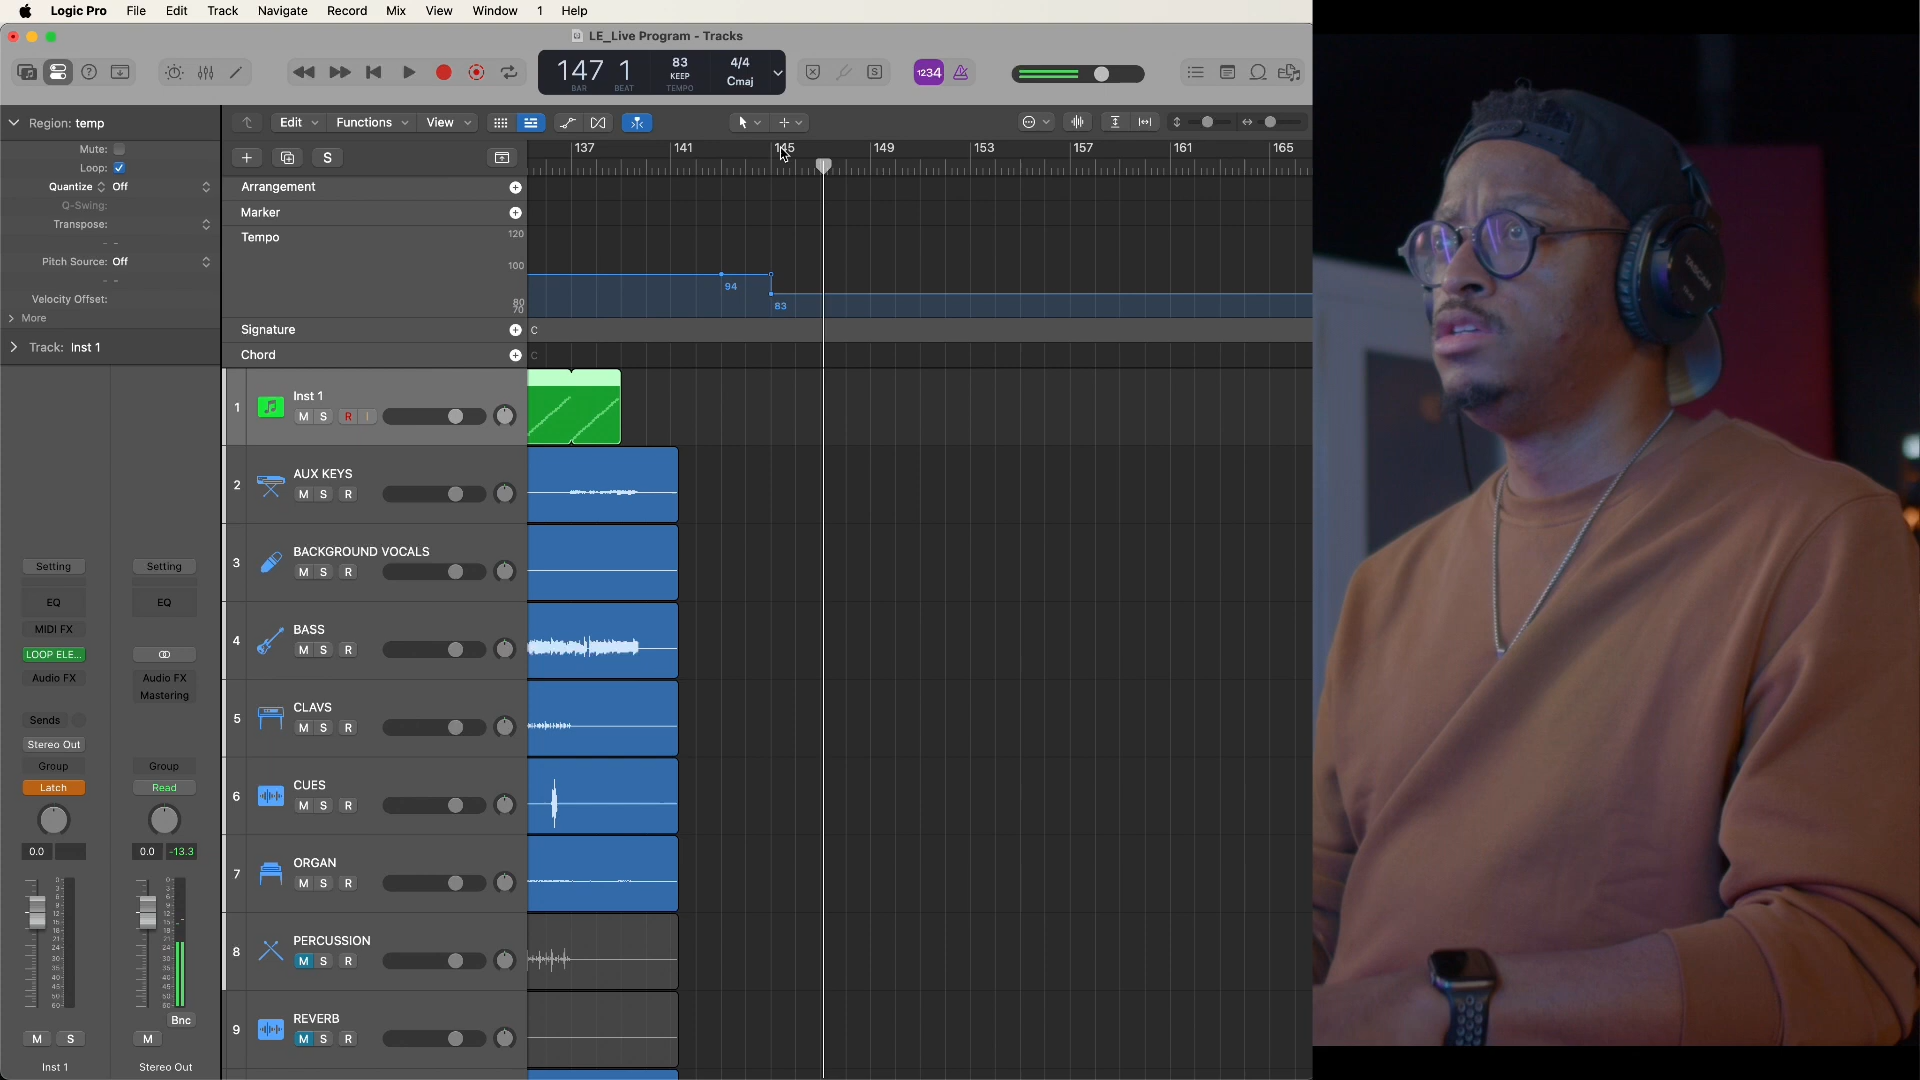 Logic Pro File Edit Track Navigate Record Mix View Window 1 Help
LE_Live Program - Tracks
147 1 83 4/4
KEEP Cmaj
BAR BEAT TEMPO
1234
S
Region: temp
Edit Functions View
Mute:
Loop:
Quantize Off
Q-Swing:
Transpose:
Pitch Source: Off
Velocity Offset:
More
Track: Inst 1
S
137 141 145 149 153 157 161 165
Arrangement
Marker
Tempo
120
100
80
70
94
83
Signature C
Chord C
1 Inst 1
M S R I
2 AUX KEYS
M S R
3 BACKGROUND VOCALS
M S R
4 BASS
M S R
5 CLAVS
M S R
6 CUES
M S R
7 ORGAN
M S R
8 PERCUSSION
M S R
9 REVERB
M S R
Setting Setting
EQ EQ
MIDI FX
LOOP ELE...
Audio FX Audio FX
Mastering
Sends
Stereo Out
Group Group
Latch Read
0.0 0.0 -13.3
Bnc
M S M
Inst 1 Stereo Out
TASCAM